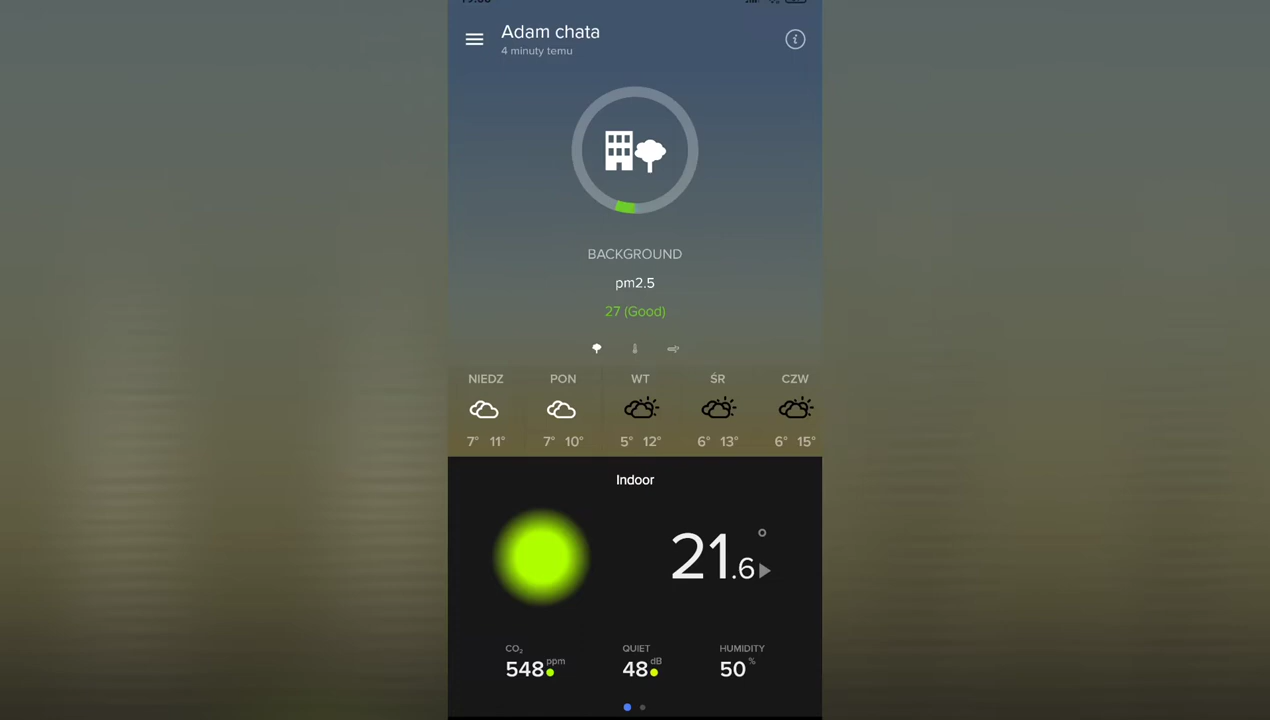 Adam chata
4 minuty temu
BACKGROUND
pm2.5
27 (Good)
NIEDZ PON WT ŚR CZW
7° 11° 7° 10° 5° 12° 6° 13° 6° 15°
Indoor
21.6°
CO₂ QUIET HUMIDITY
548 ppm 48 dB 50 %